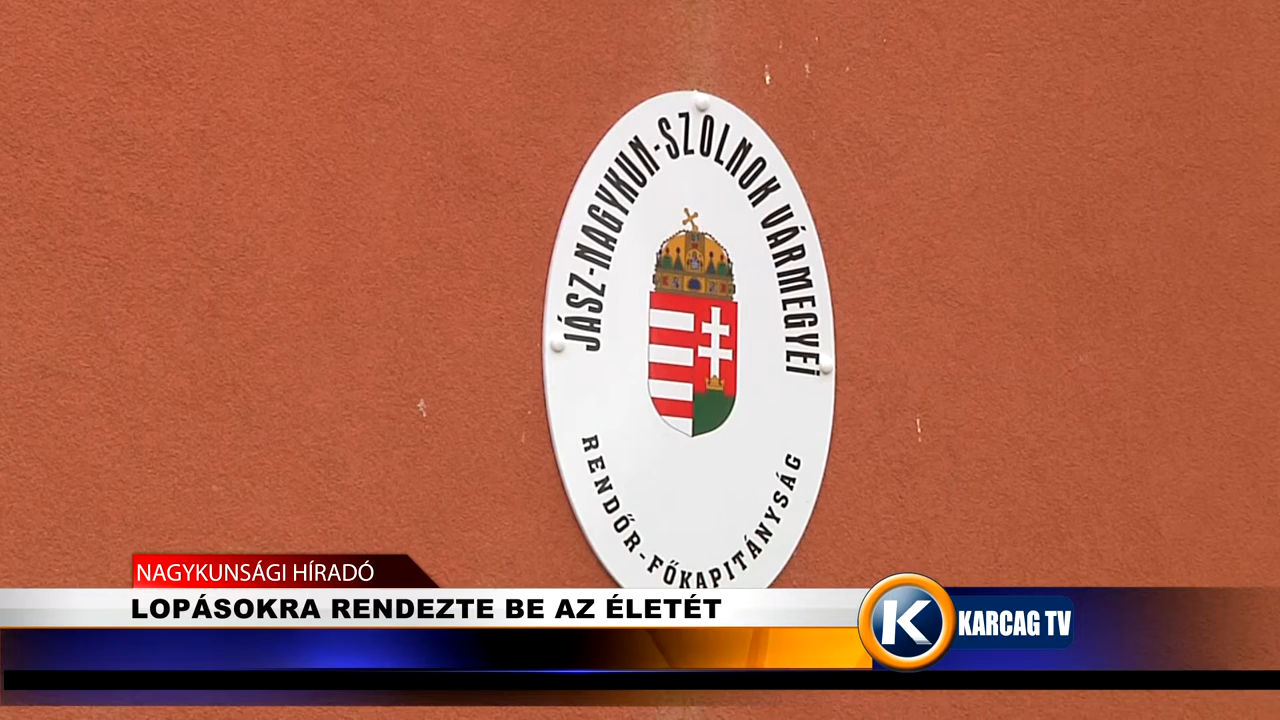 JÁSZ-NAGYKUN-SZOLNOK VÁRMEGYEI
RENDŐR-FŐKAPITÁNYSÁG
NAGYKUNSÁGI HÍRADÓ
LOPÁSOKRA RENDEZTE BE AZ ÉLETÉT
K KARCAG TV